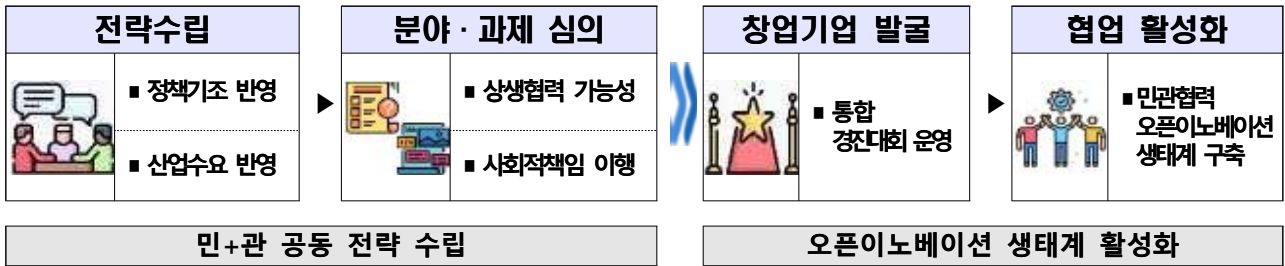 전략수립
■ 정책기조 반영
■ 산업수요 반영
▶
분야 · 과제 심의
■ 상생협력 가능성
■ 사회적책임 이행
창업기업 발굴
■ 통합
경진대회 운영
▶
협업 활성화
■ 민관협력
오픈이노베이션
생태계 구축
민+관 공동 전략 수립
오픈이노베이션 생태계 활성화